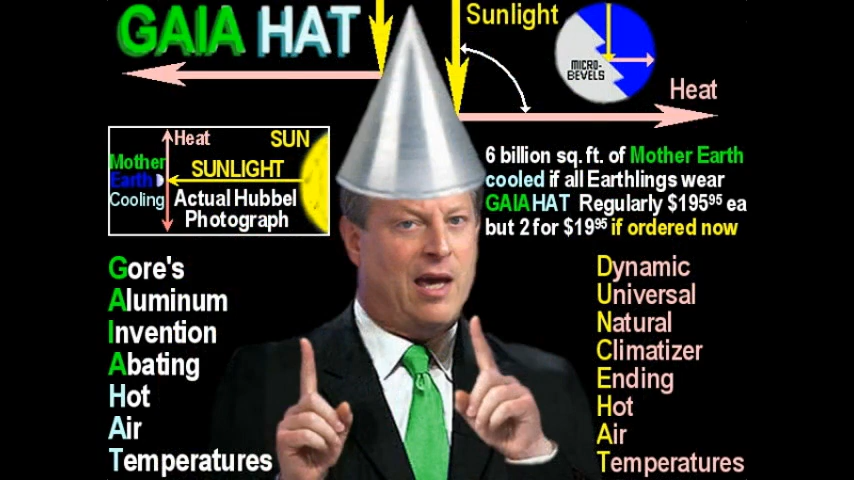 GAIA HAT
Sunlight
MICRO-
BEVELS
Heat
Heat
SUN
Mother
Earth
SUNLIGHT
Cooling
Actual Hubbel
Photograph
6 billion sq. ft. of Mother Earth
cooled if all Earthlings wear
GAIA HAT Regularly $195⁹⁵ ea
but 2 for $19⁹⁵ if ordered now
Gore's
Aluminum
Invention
Abating
Hot
Air
Temperatures
Dynamic
Universal
Natural
Climatizer
Ending
Hot
Air
Temperatures